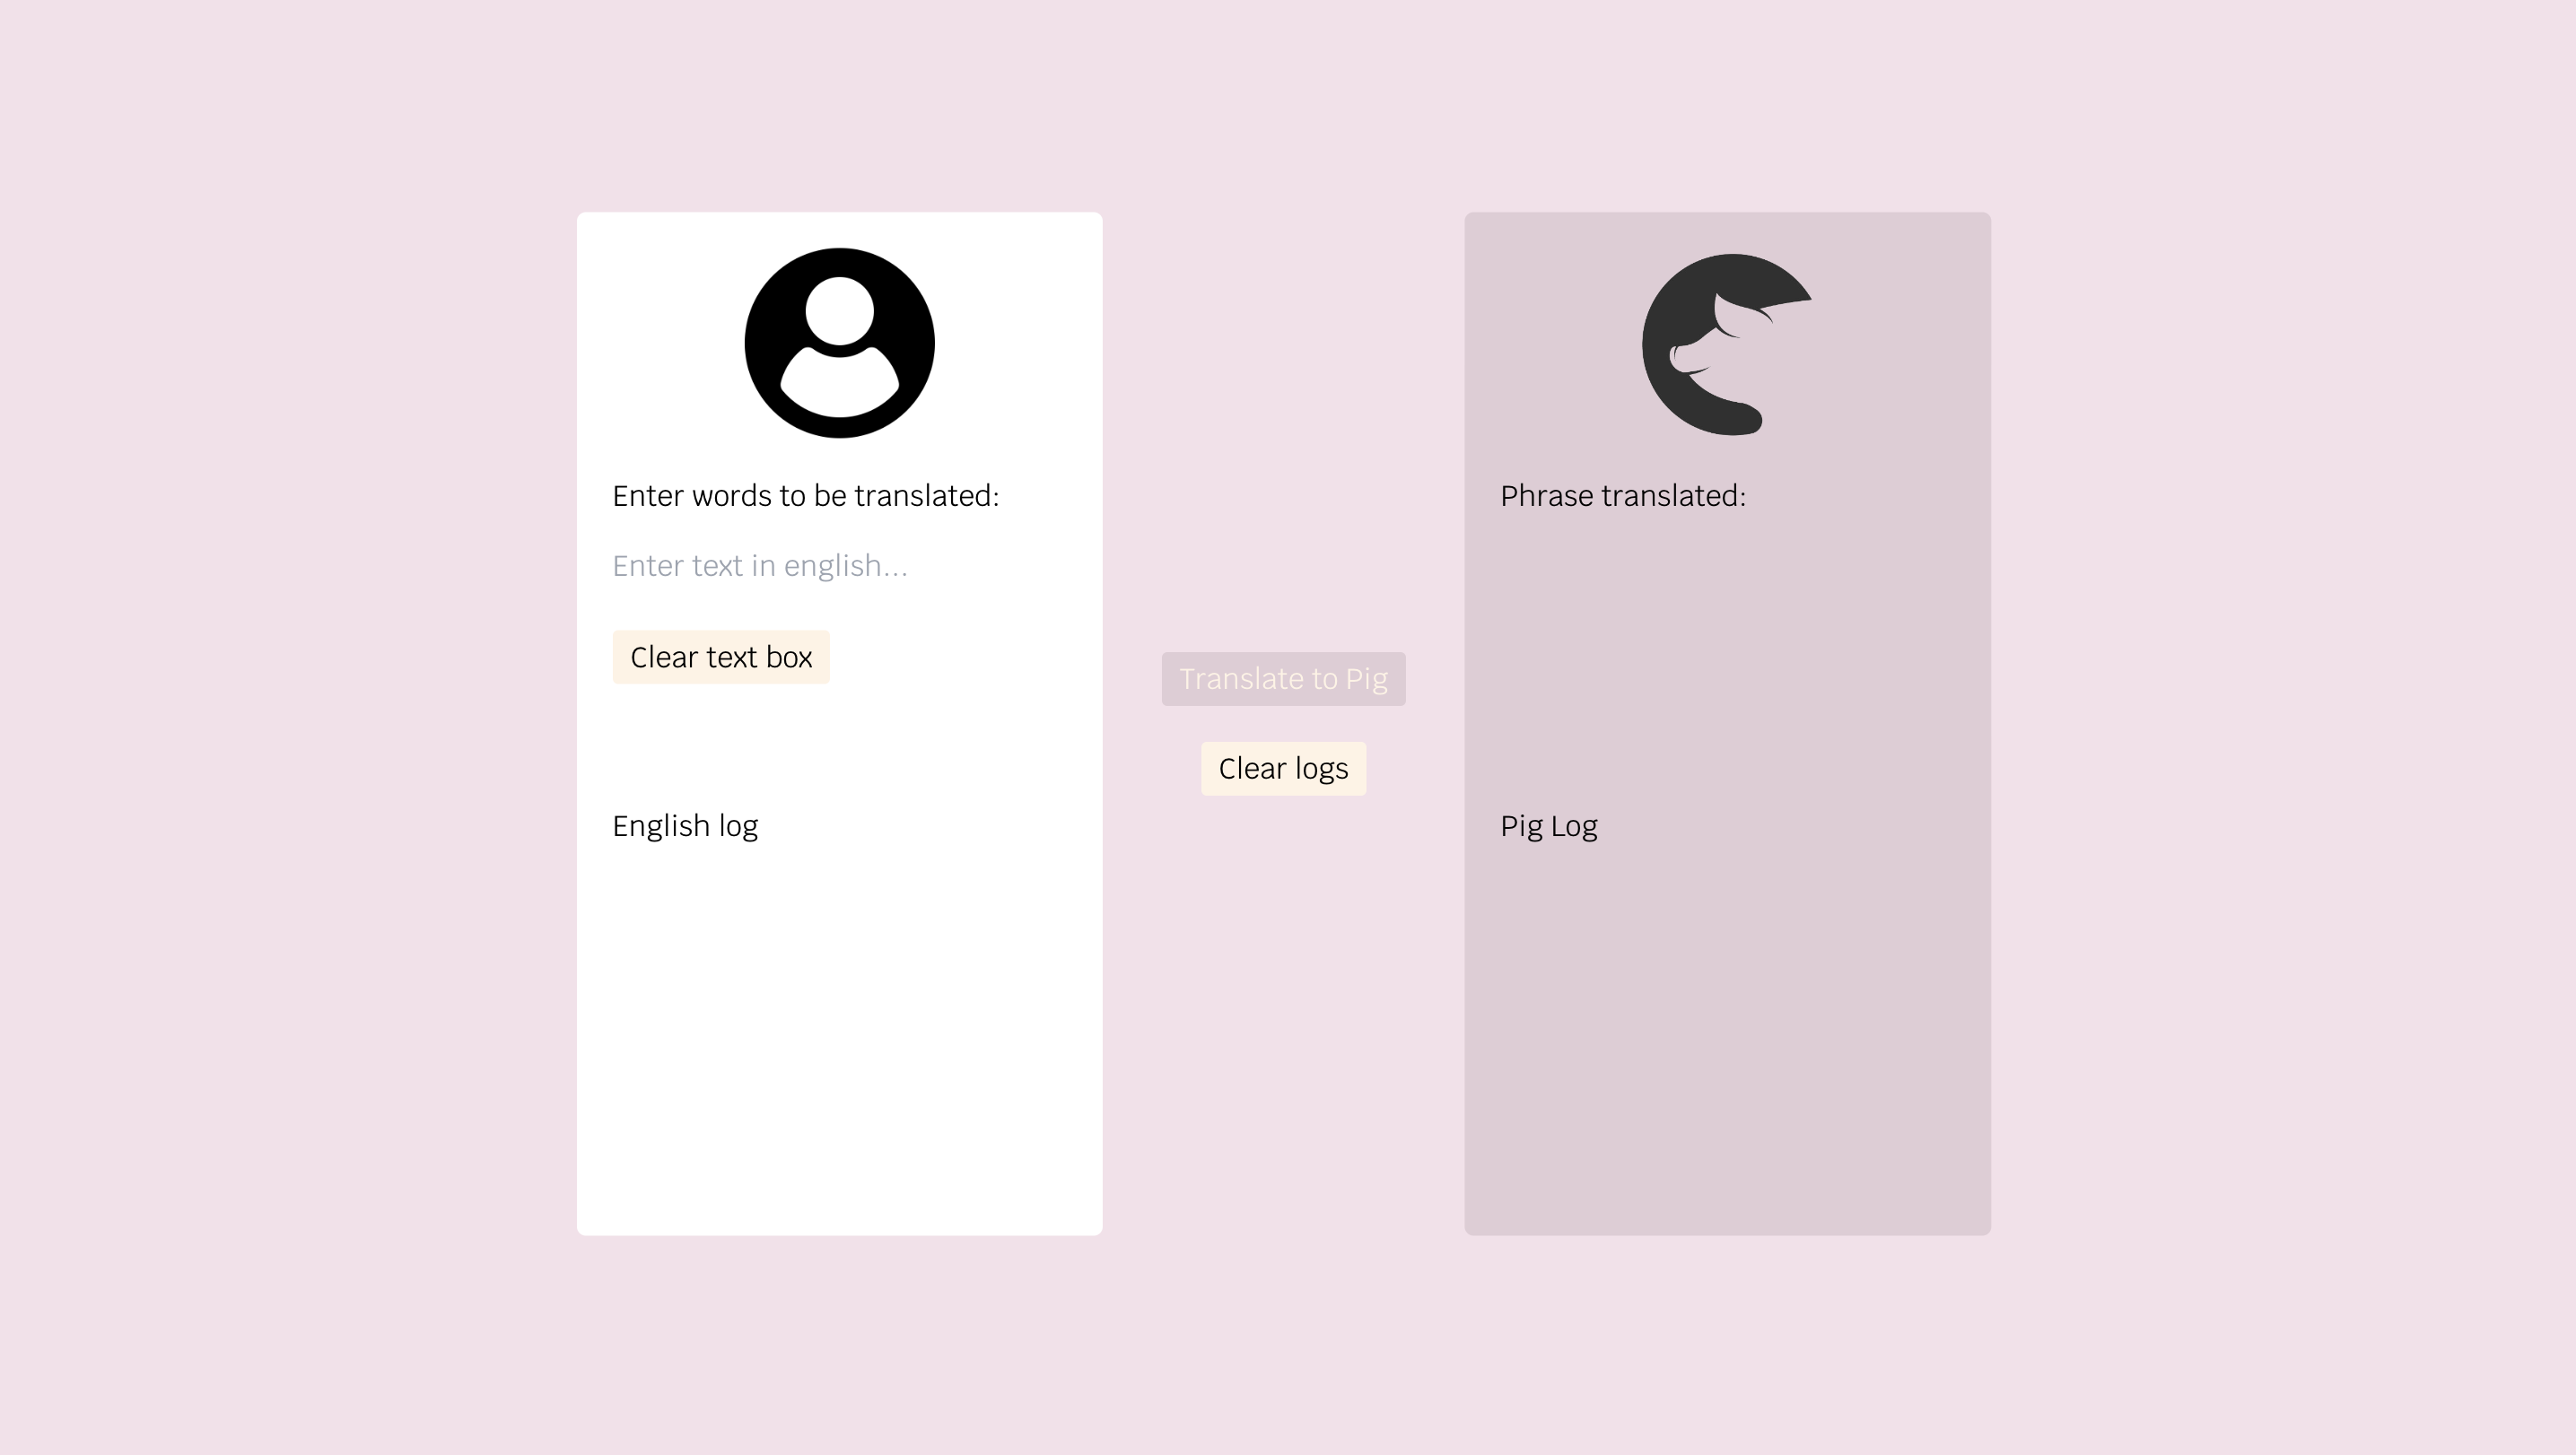 Enter words to be translated:
Enter text in english...
Clear text box
English log
Translate to Pig
Clear logs
Phrase translated:
Pig Log